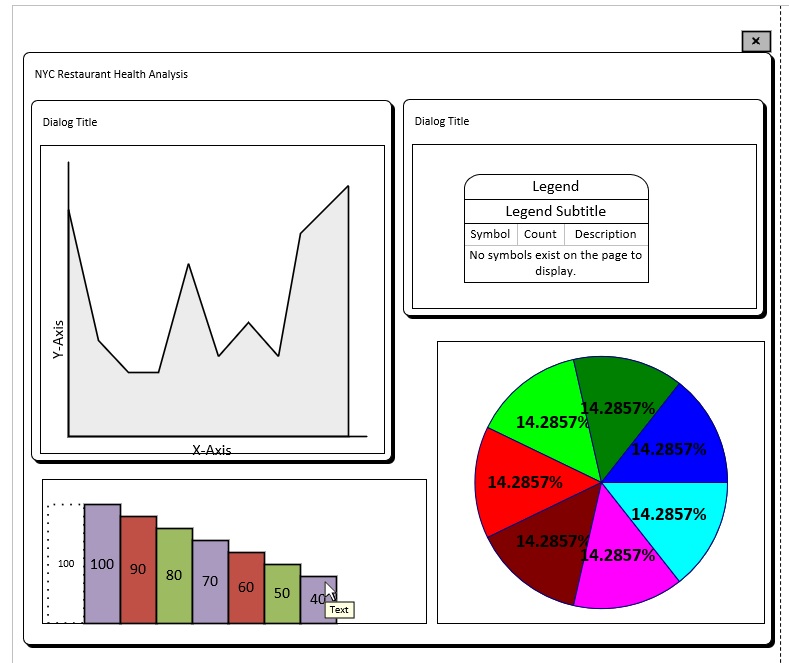 NYC Restaurant Health Analysis
Dialog Title
Y-Axis
X-Axis
Dialog Title
Legend
Legend Subtitle
Symbol Count Description
No symbols exist on the page to
display.
100
100
90
80
70
60
50
40
Text
14.2857%
14.2857%
14.2857%
14.2857%
14.2857%
14.2857%
14.2857%